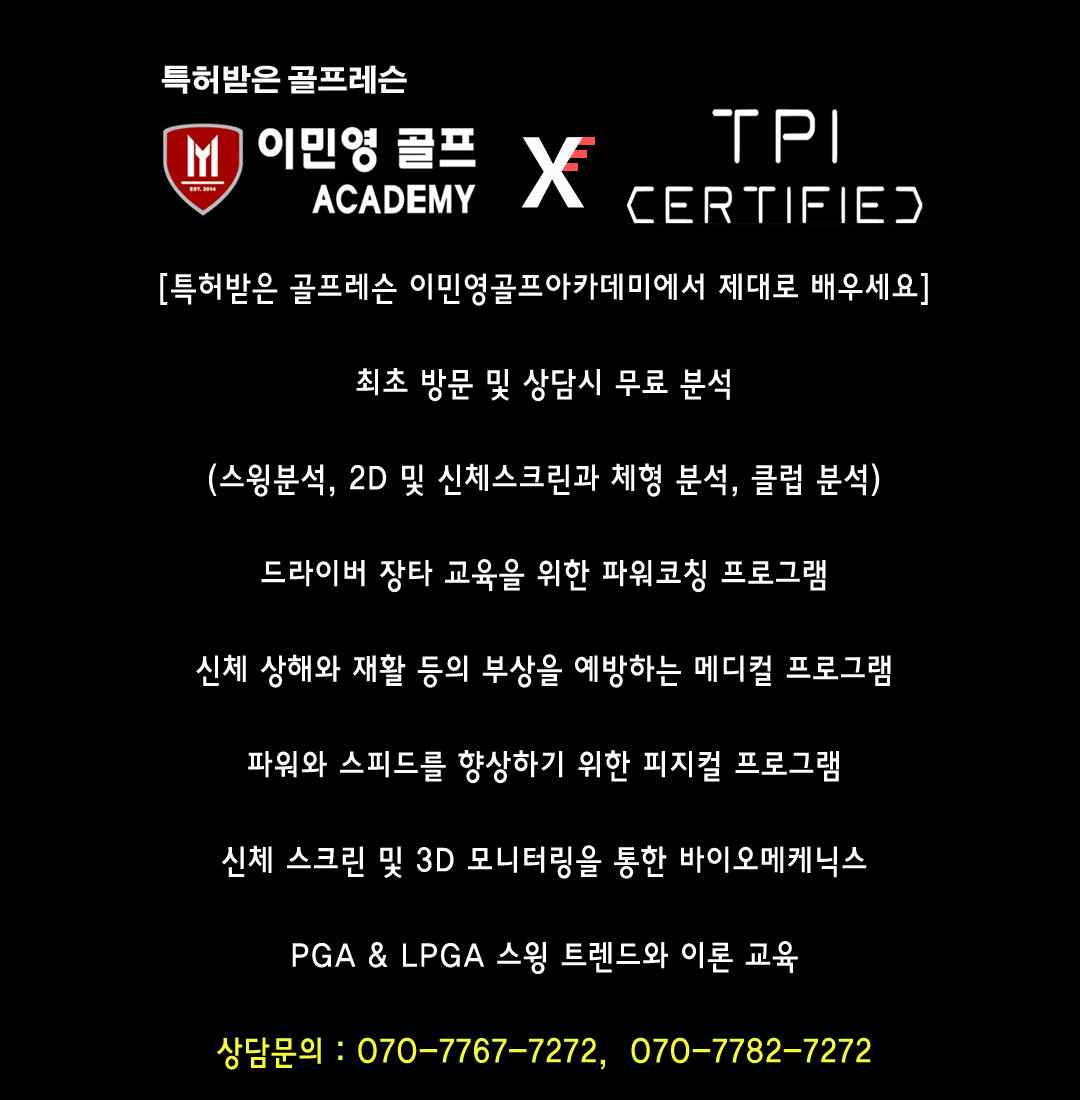 특허받은 골프레슨
이민영 골프
ACADEMY
EST. 2014
X
TPI
CERTIFIED
[특허받은 골프레슨 이민영골프아카데미에서 제대로 배우세요]
최초 방문 및 상담시 무료 분석
(스윙분석, 2D 및 신체스크린과 체형 분석, 클럽 분석)
드라이버 장타 교육을 위한 파워코칭 프로그램
신체 상해와 재활 등의 부상을 예방하는 메디컬 프로그램
파워와 스피드를 향상하기 위한 피지컬 프로그램
신체 스크린 및 3D 모니터링을 통한 바이오메케닉스
PGA & LPGA 스윙 트렌드와 이론 교육
상담문의 : 070-7767-7272, 070-7782-7272